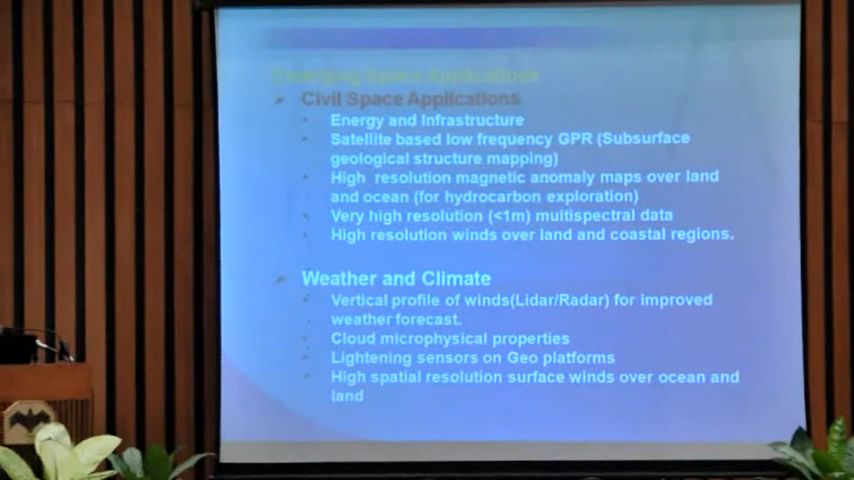 Emerging Space Applications
Civil Space Applications
Energy and Infrastructure
Satellite based low frequency GPR (Subsurface
geological structure mapping)
High resolution magnetic anomaly maps over land
and ocean (for hydrocarbon exploration)
Very high resolution (<1m) multispectral data
High resolution winds over land and coastal regions.
Weather and Climate
Vertical profile of winds(Lidar/Radar) for improved
weather forecast.
Cloud microphysical properties
Lightening sensors on Geo platforms
High spatial resolution surface winds over ocean and
land